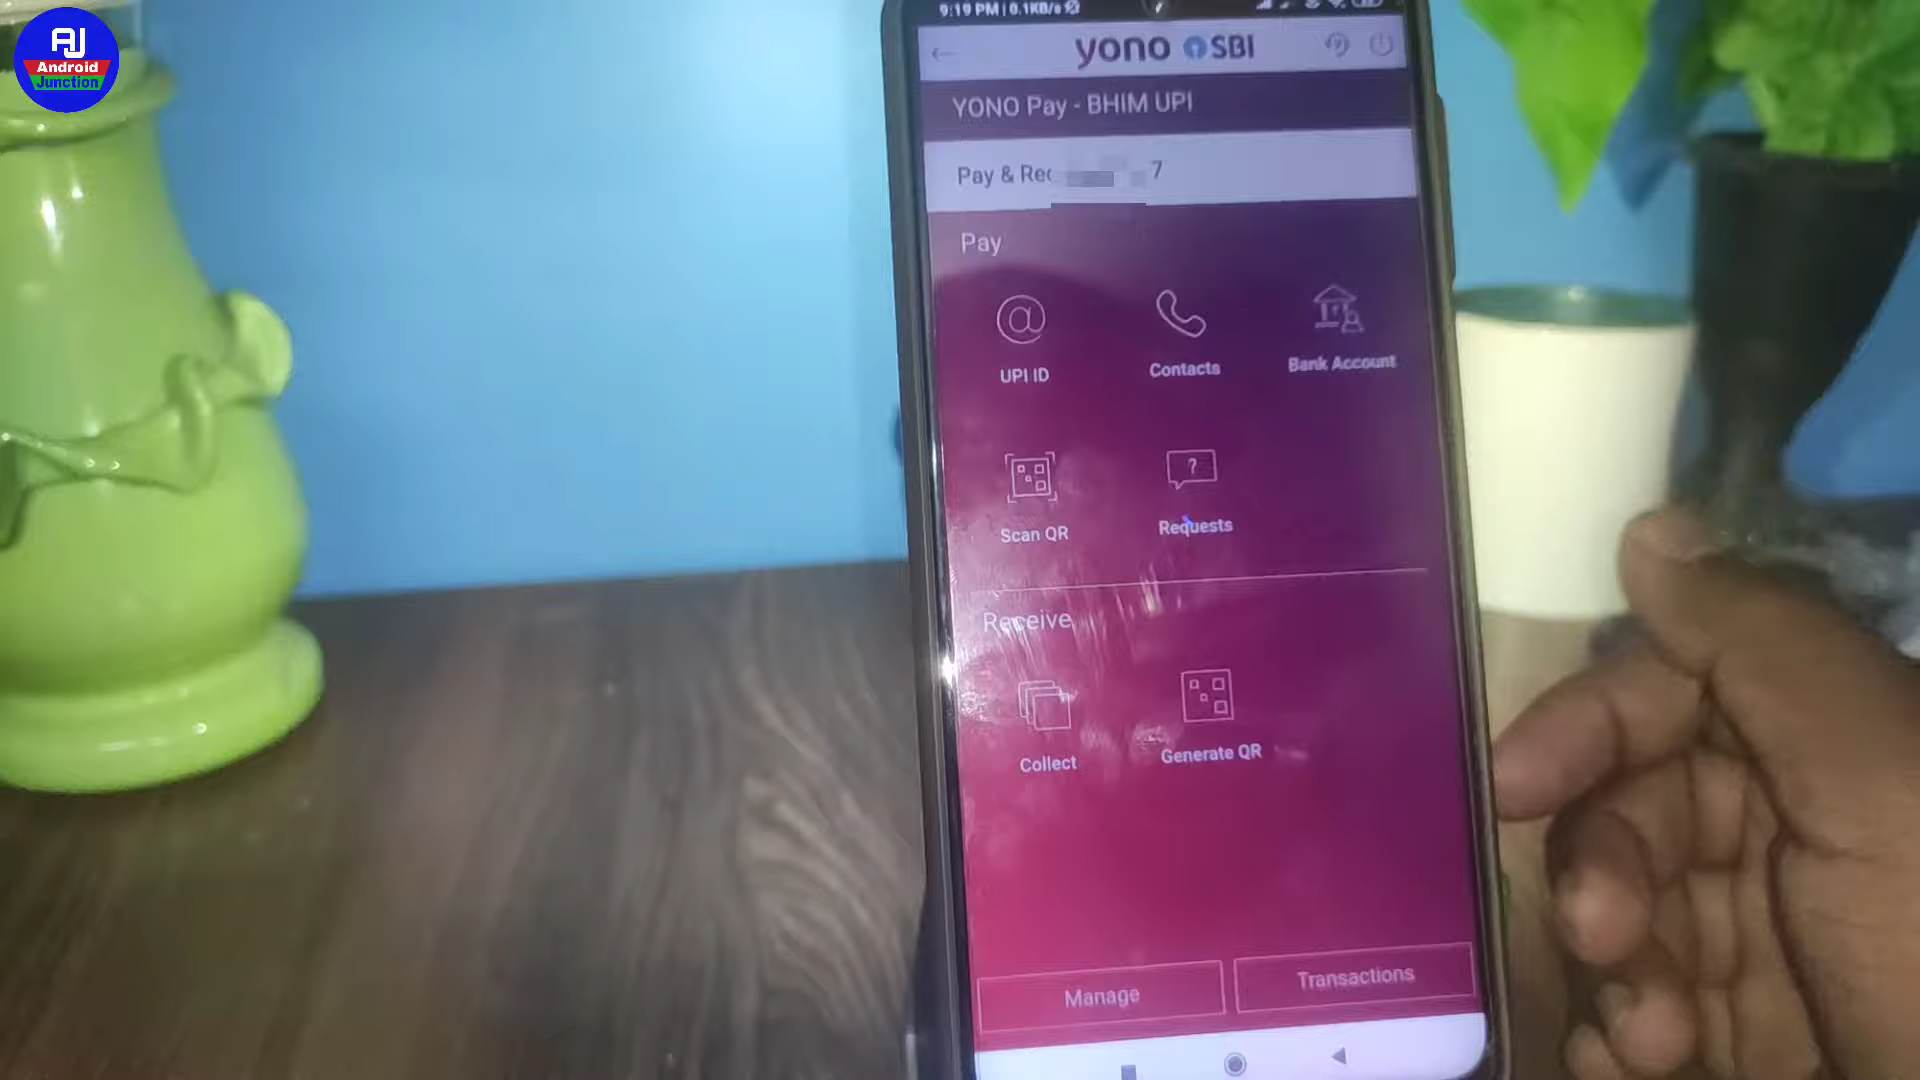 AJ
Android
Junction
9:19 PM | 0.1KB/s
yono SBI
YONO Pay - BHIM UPI
Pay & Rec 7
Pay
@
UPI ID
Contacts
Bank Account
?
Scan QR
Requests
Receive
Collect
Generate QR
Manage
Transactions